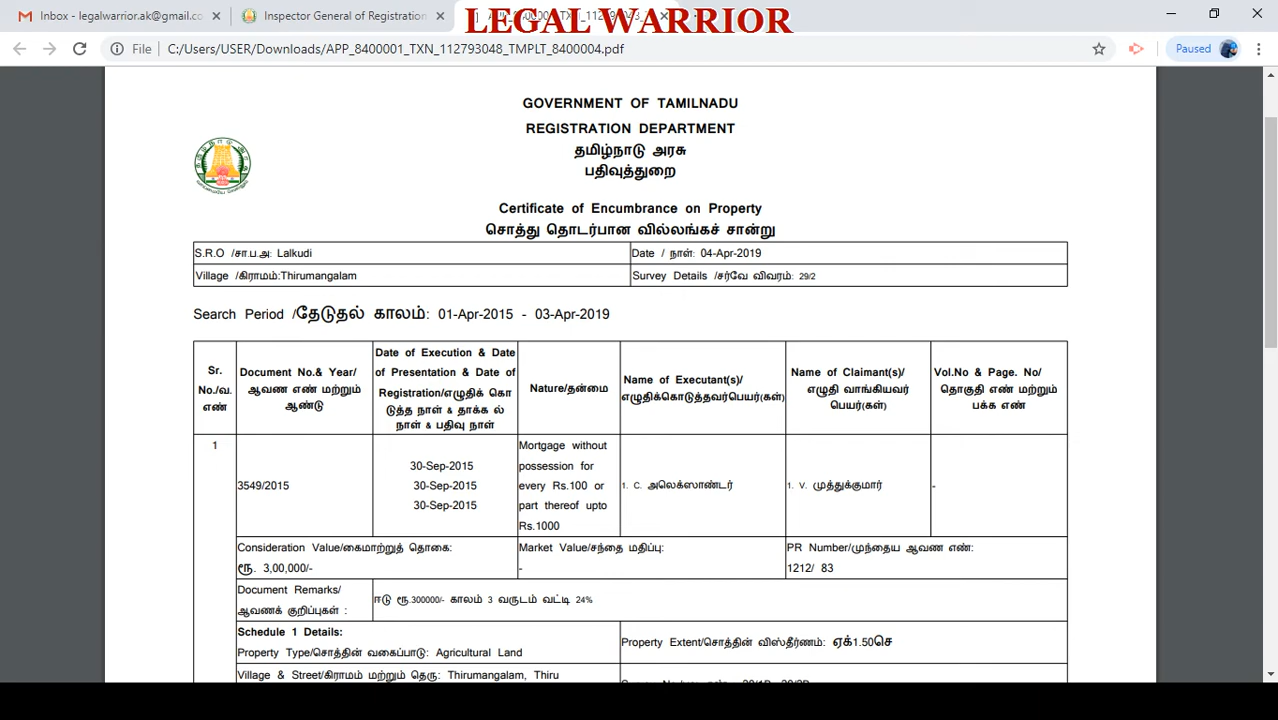 Inbox - legalwarrior.ak@gmail.co
Inspector General of Registration
LEGAL WARRIOR
File C:/Users/USER/Downloads/APP_8400001_TXN_112793048_TMPLT_8400004.pdf
Paused
GOVERNMENT OF TAMILNADU
REGISTRATION DEPARTMENT
தமிழ்நாடு அரசு
பதிவுத்துறை
Certificate of Encumbrance on Property
சொத்து தொடர்பான வில்லங்கச் சான்று
S.R.O /சா.ப.அ: Lalkudi
Date / நாள்: 04-Apr-2019
Village /கிராமம்:Thirumangalam
Survey Details /சர்வே விவரம்: 29/2
Search Period /தேடுதல் காலம்: 01-Apr-2015 - 03-Apr-2019
Sr.
No./வ.
எண்
Document No.& Year/
ஆவண எண் மற்றும்
ஆண்டு
Date of Execution & Date
of Presentation & Date of
Registration/எழுதிக் கொ
டுத்த நாள் & தாக்க ல்
நாள் & பதிவு நாள்
Nature/தன்மை
Name of Executant(s)/
எழுதிக்கொடுத்தவர்பெயர்(கள்)
Name of Claimant(s)/
எழுதி வாங்கியவர்
பெயர்(கள்)
Vol.No & Page. No/
தொகுதி எண் மற்றும்
பக்க எண்
1
3549/2015
30-Sep-2015
30-Sep-2015
30-Sep-2015
Mortgage without
possession for
every Rs.100 or
part thereof upto
Rs.1000
1. C. அலெக்ஸாண்டர்
1. V. முத்துக்குமார்
-
Consideration Value/கைமாற்றுத் தொகை:
ரூ. 3,00,000/-
Market Value/சந்தை மதிப்பு:
-
PR Number/முந்தைய ஆவண எண்:
1212/ 83
Document Remarks/
ஆவணக் குறிப்புகள் :
ஈடு ரூ.300000/- காலம் 3 வருடம் வட்டி 24%
Schedule 1 Details:
Property Type/சொத்தின் வகைப்பாடு: Agricultural Land
Property Extent/சொத்தின் விஸ்தீர்ணம்: ஏக்1.50செ
Village & Street/கிராமம் மற்றும் தெரு: Thirumangalam, Thiru